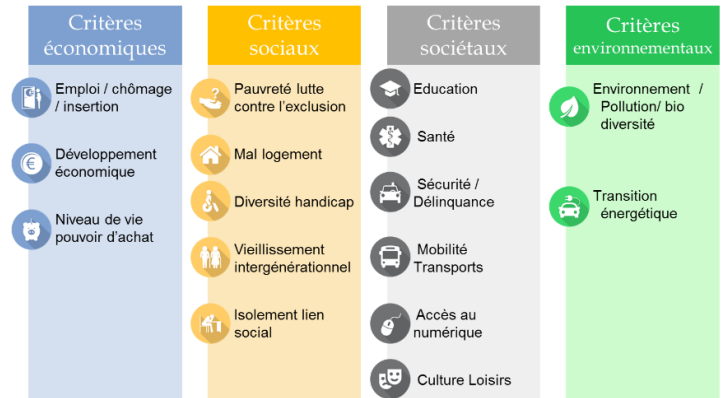 Critères
économiques
Emploi / chômage
/ insertion
Développement
économique
Niveau de vie
pouvoir d'achat
Critères
sociaux
Pauvreté lutte
contre l'exclusion
Mal logement
Diversité handicap
Vieillissement
intergénérationnel
Isolement lien
social
Critères
sociétaux
Education
Santé
Sécurité /
Délinquance
Mobilité
Transports
Accès au
numérique
Culture Loisirs
Critères
environnementaux
Environnement /
Pollution/ bio
diversité
Transition
énergétique